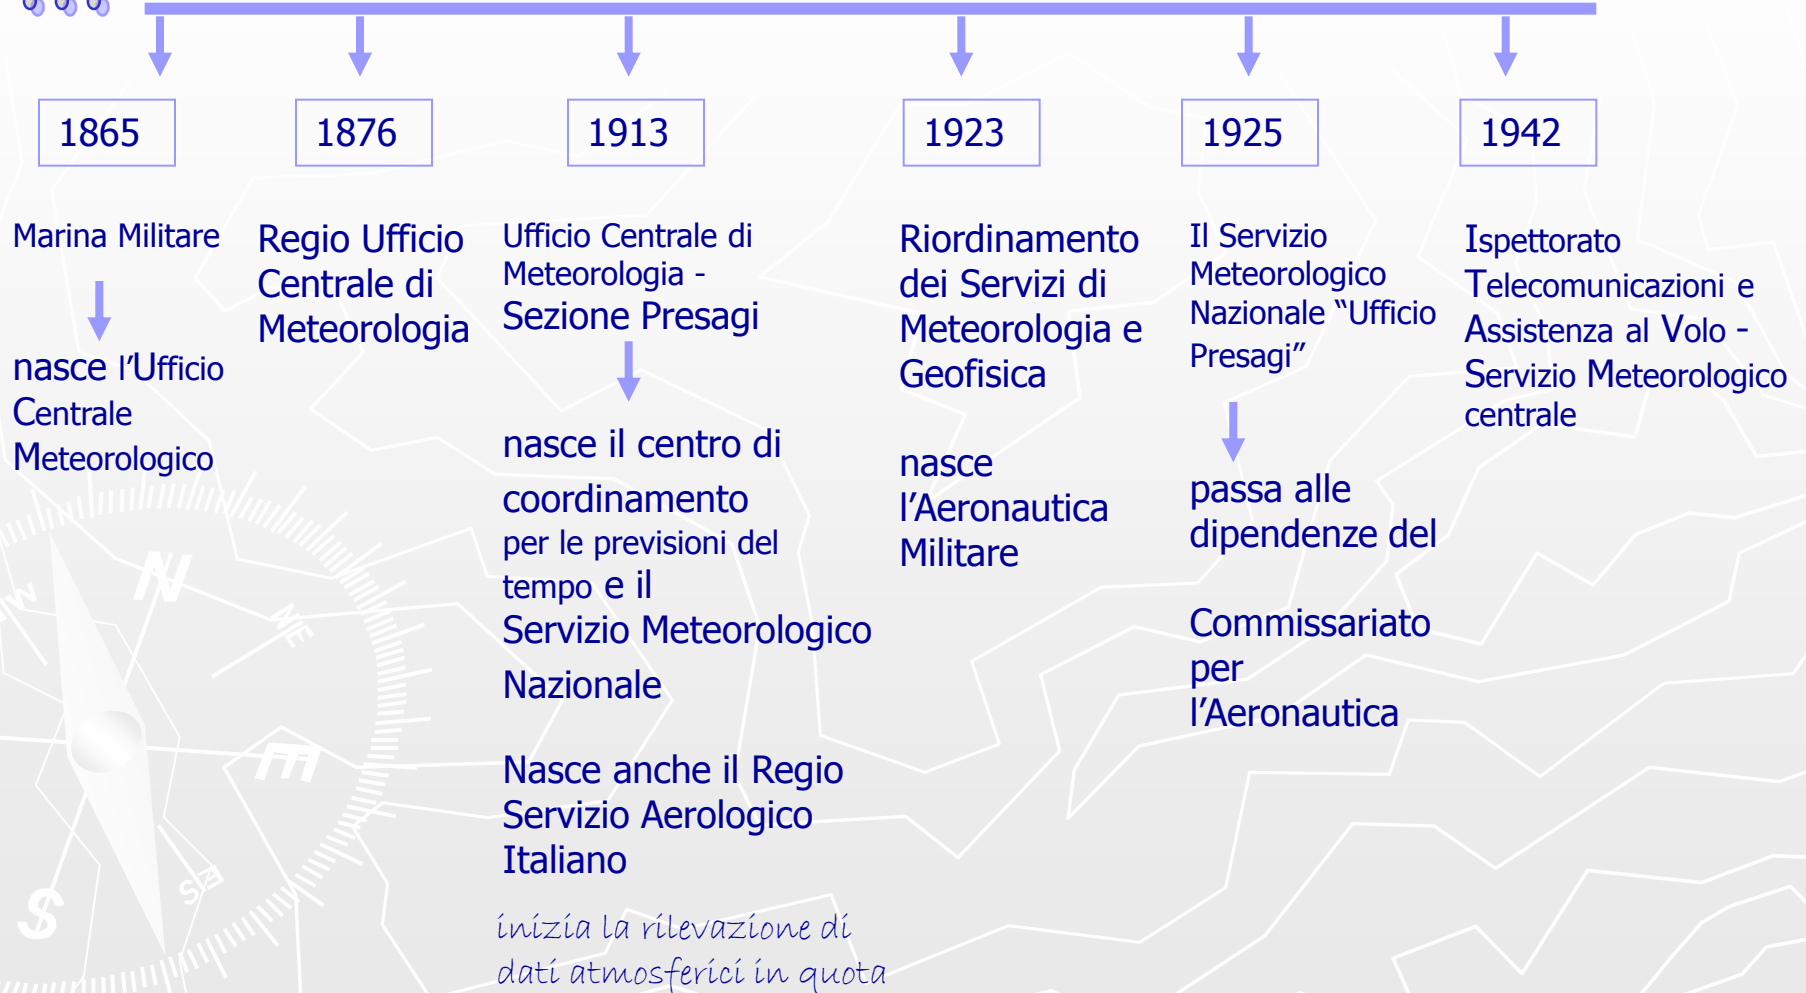 1865
1876
1913
1923
1925
1942
Marina Militare
nasce l’Ufficio
Centrale
Meteorologico
Regio Ufficio
Centrale di
Meteorologia
Ufficio Centrale di
Meteorologia -
Sezione Presagi
nasce il centro di
coordinamento
per le previsioni del
tempo e il
Servizio Meteorologico
Nazionale
Nasce anche il Regio
Servizio Aerologico
Italiano
inizia la rilevazione di
dati atmosferici in quota
Riordinamento
dei Servizi di
Meteorologia e
Geofisica
nasce
l’Aeronautica
Militare
Il Servizio
Meteorologico
Nazionale “Ufficio
Presagi”
passa alle
dipendenze del
Commissariato
per
l’Aeronautica
Ispettorato
Telecomunicazioni e
Assistenza al Volo -
Servizio Meteorologico
centrale
N
NE
E
S